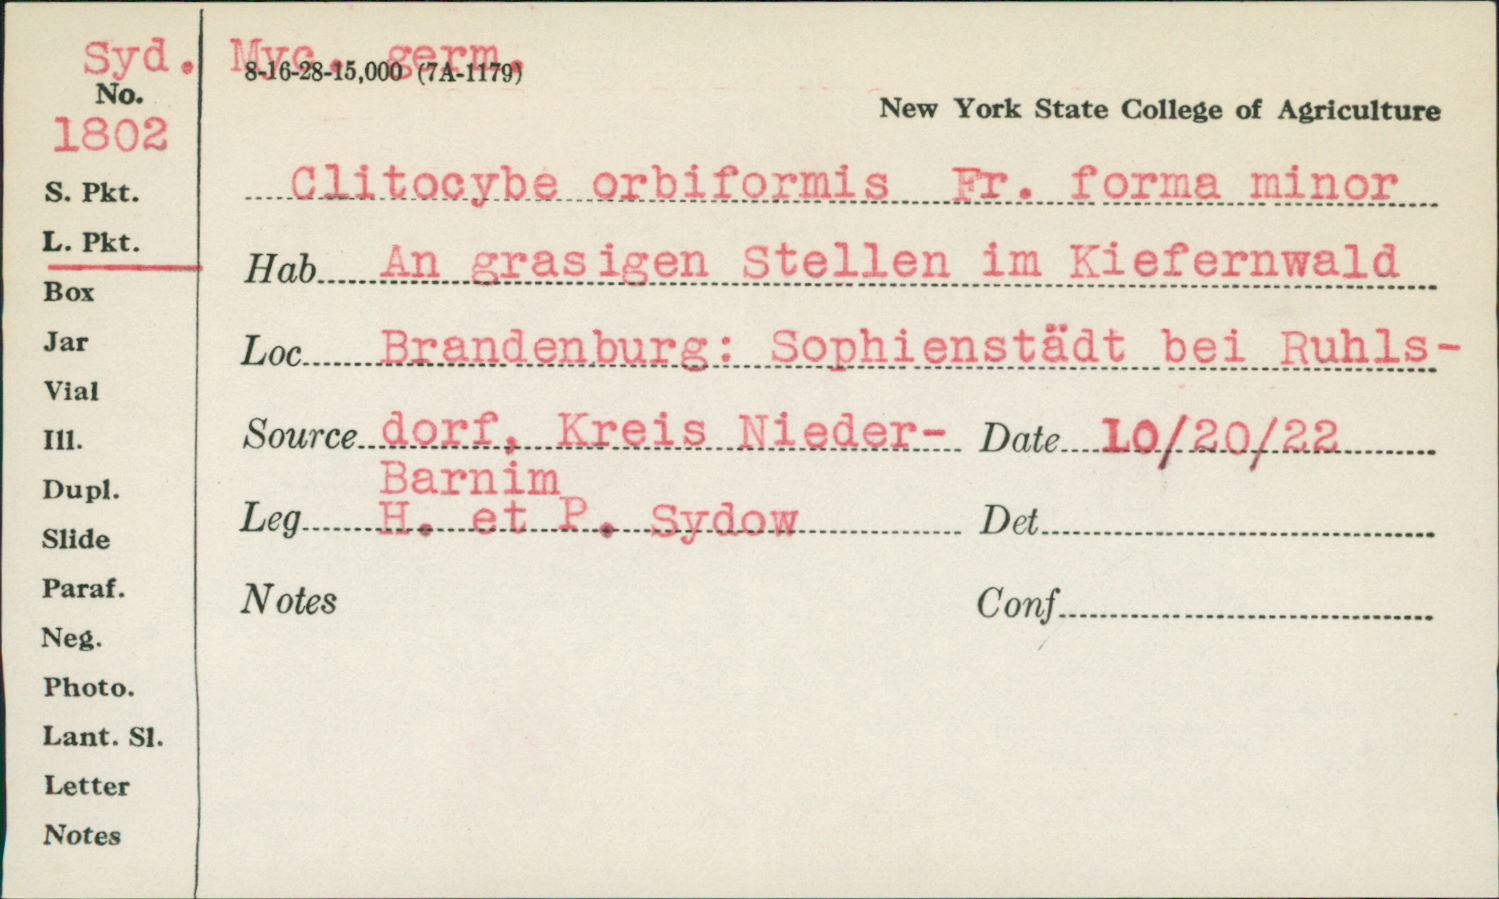 Syd. Myc. germ.
8-16-28-15,000 (7A-1179)
No.
1802
New York State College of Agriculture
Clitocybe orbiformis Fr. forma minor
S. Pkt.
L. Pkt.
Hab An grasigen Stellen im Kiefernwald
Box
Jar
Loc Brandenburg: Sophienstädt bei Ruhls-
Vial
Ill.
Source dorf, Kreis Nieder- Date 10/20/22
Barnim
Dupl.
Leg H. et P. Sydow Det
Slide
Paraf.
Notes Conf
Neg.
Photo.
Lant. Sl.
Letter
Notes